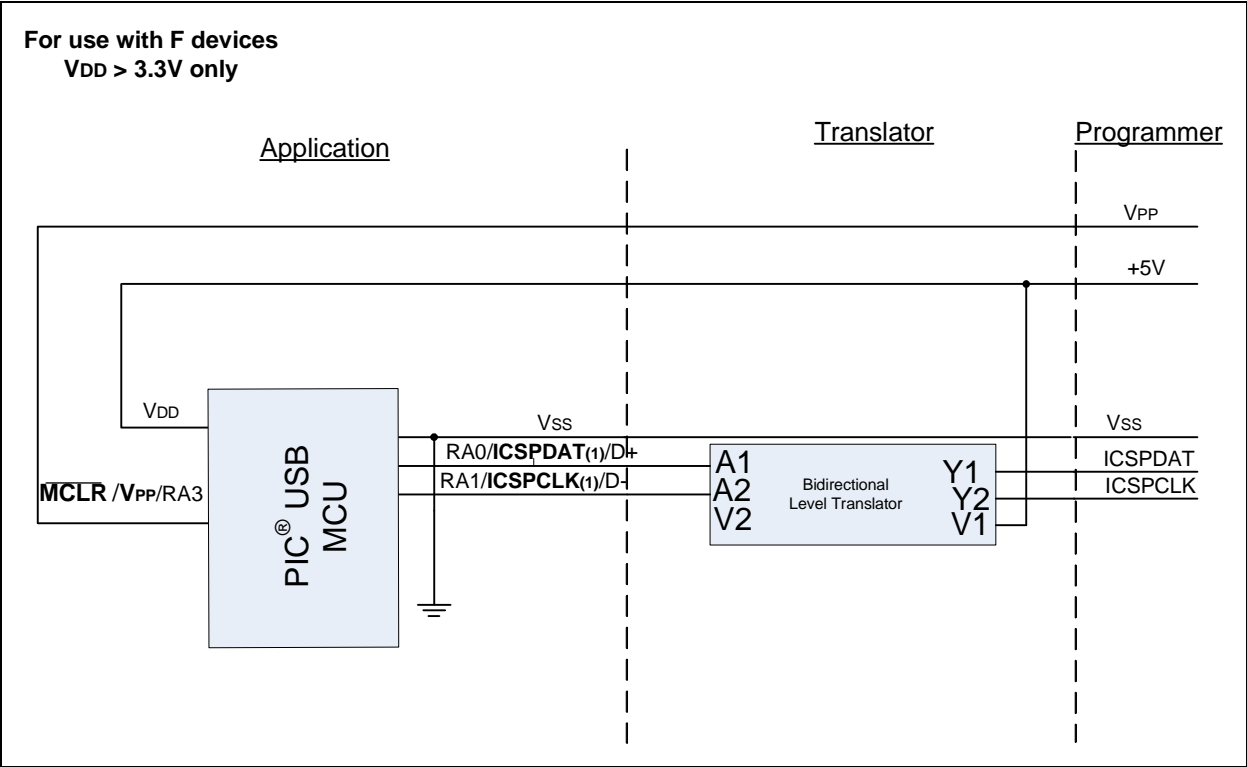 For use with F devices
VDD > 3.3V only
Application
Translator
Programmer
VPP
+5V
VDD
MCLR /VPP/RA3
PIC® USB
MCU
VSS
RA0/ICSPDAT(1)/D+
RA1/ICSPCLK(1)/D-
A1
A2
V2
Bidirectional
Level Translator
Y1
Y2
V1
VSS
ICSPDAT
ICSPCLK